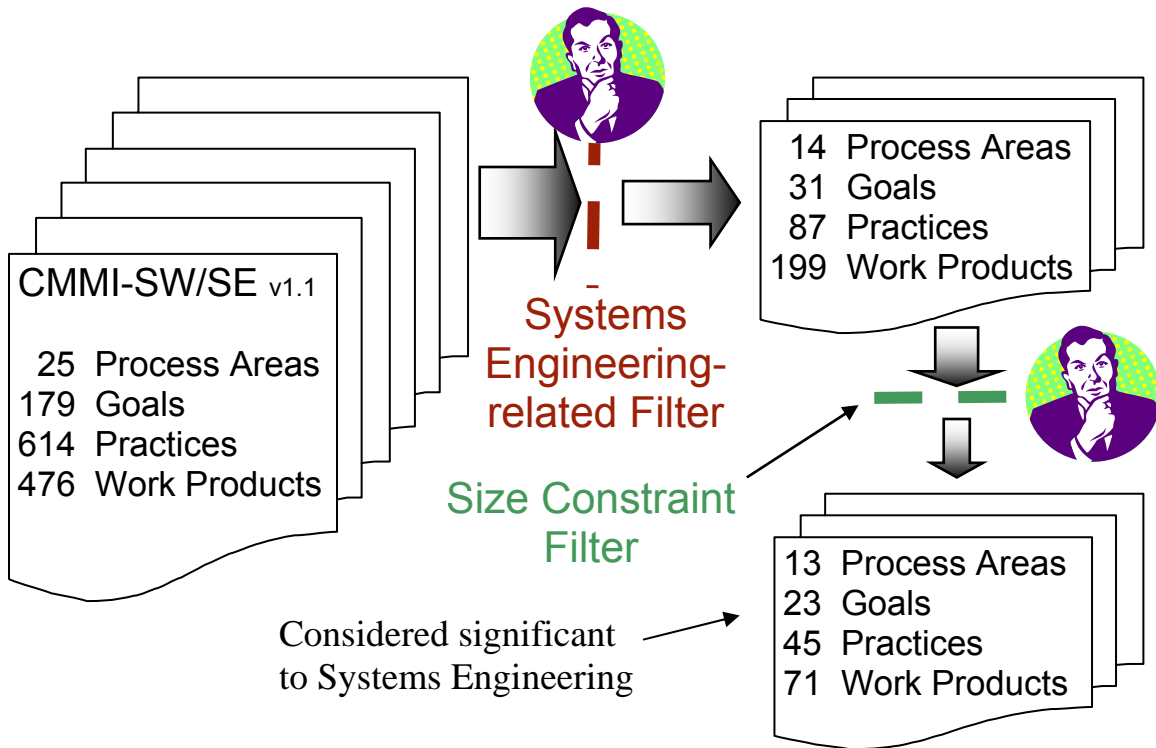 CMMI-SW/SE v1.1
25 Process Areas
179 Goals
614 Practices
476 Work Products
Systems
Engineering-
related Filter
14 Process Areas
31 Goals
87 Practices
199 Work Products
Size Constraint
Filter
13 Process Areas
23 Goals
45 Practices
71 Work Products
Considered significant
to Systems Engineering